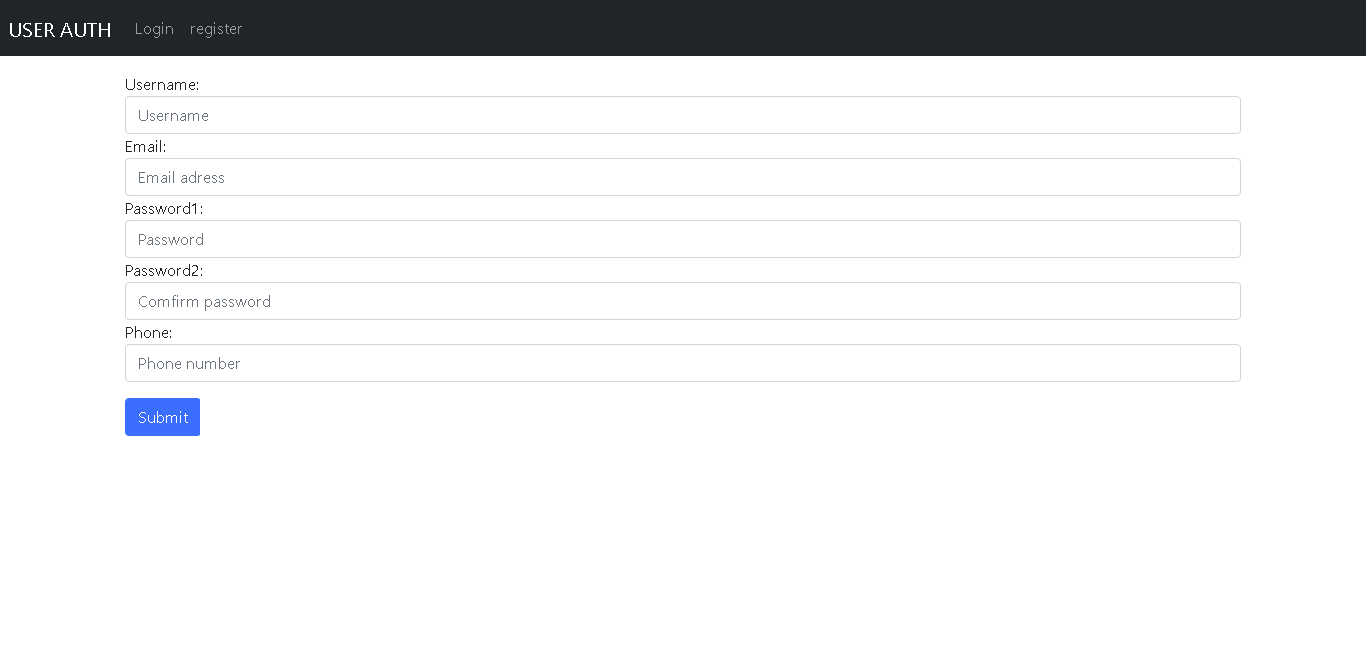 USER AUTH Login register
Username:
Username
Email:
Email adress
Password1:
Password
Password2:
Comfirm password
Phone:
Phone number
Submit